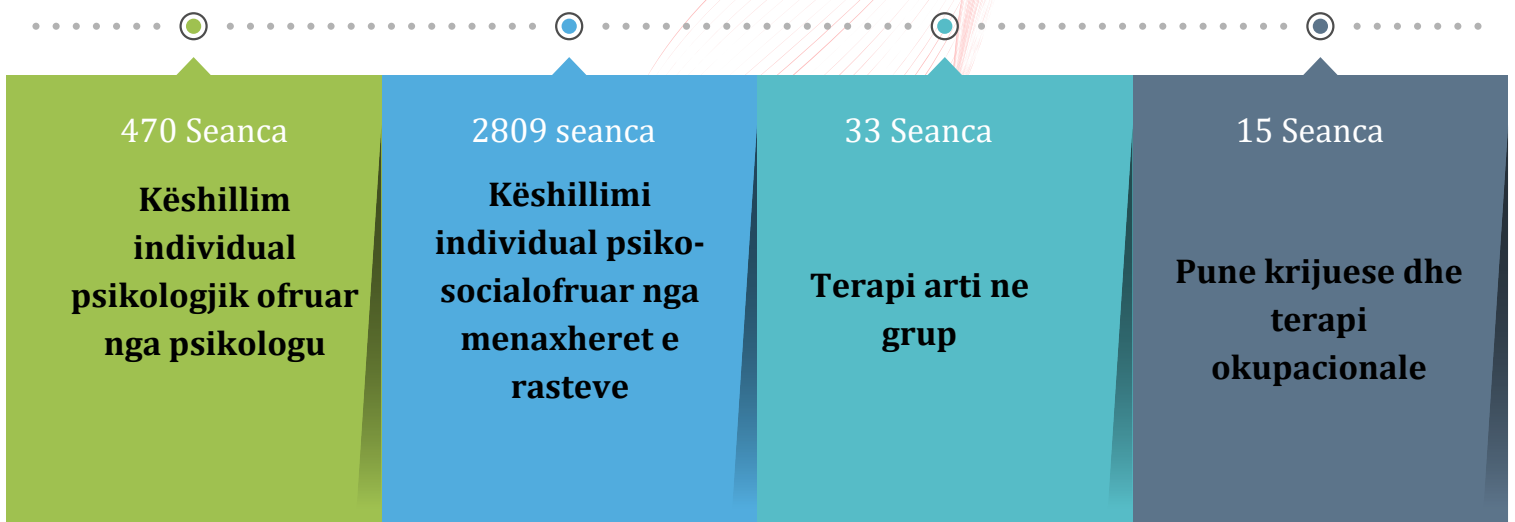 470 Seanca
Këshillim
individual
psikologjik ofruar
nga psikologu
2809 seanca
Këshillimi
individual psiko-
socialofruar nga
menaxheret e
rasteve
33 Seanca
Terapi arti ne
grup
15 Seanca
Pune krijuese dhe
terapi
okupacionale